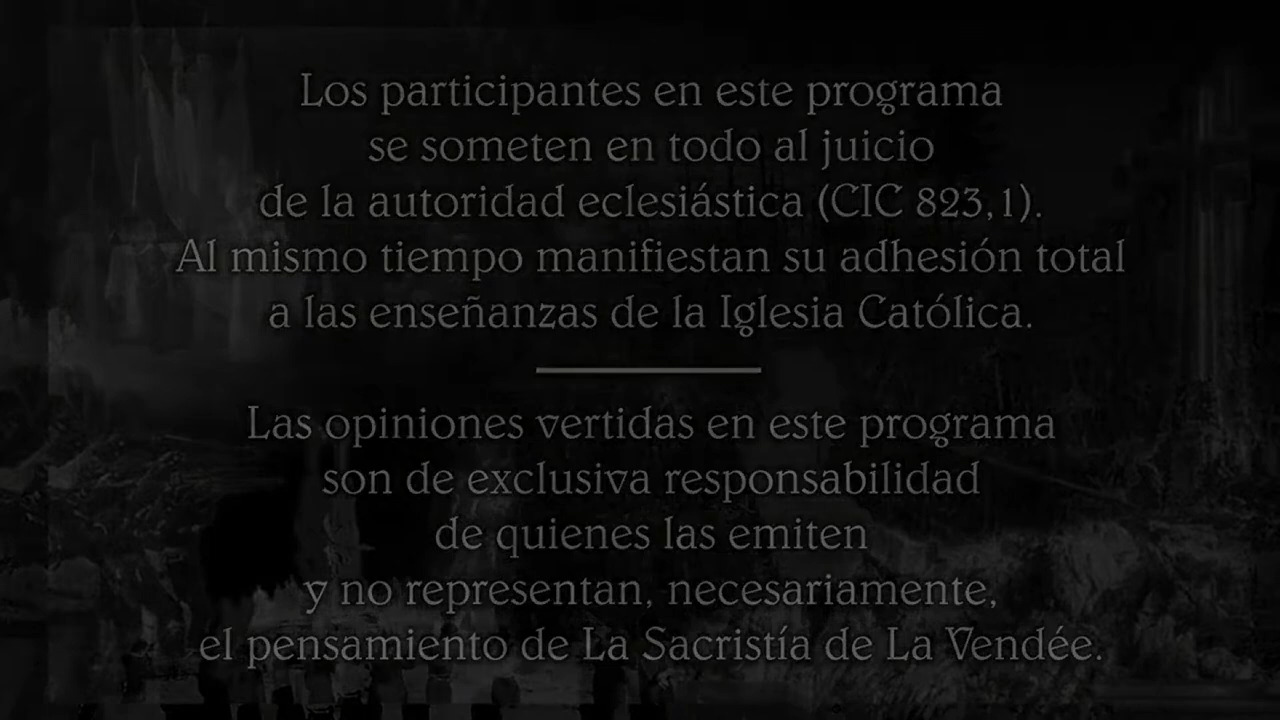 Los participantes en este programa
se someten en todo al juicio
de la autoridad eclesiástica (CIC 823,1).
Al mismo tiempo manifiestan su adhesión total
a las enseñanzas de la Iglesia Católica.
Las opiniones vertidas en este programa
son de exclusiva responsabilidad
de quienes las emiten
y no representan, necesariamente,
el pensamiento de La Sacristía de La Vendée.